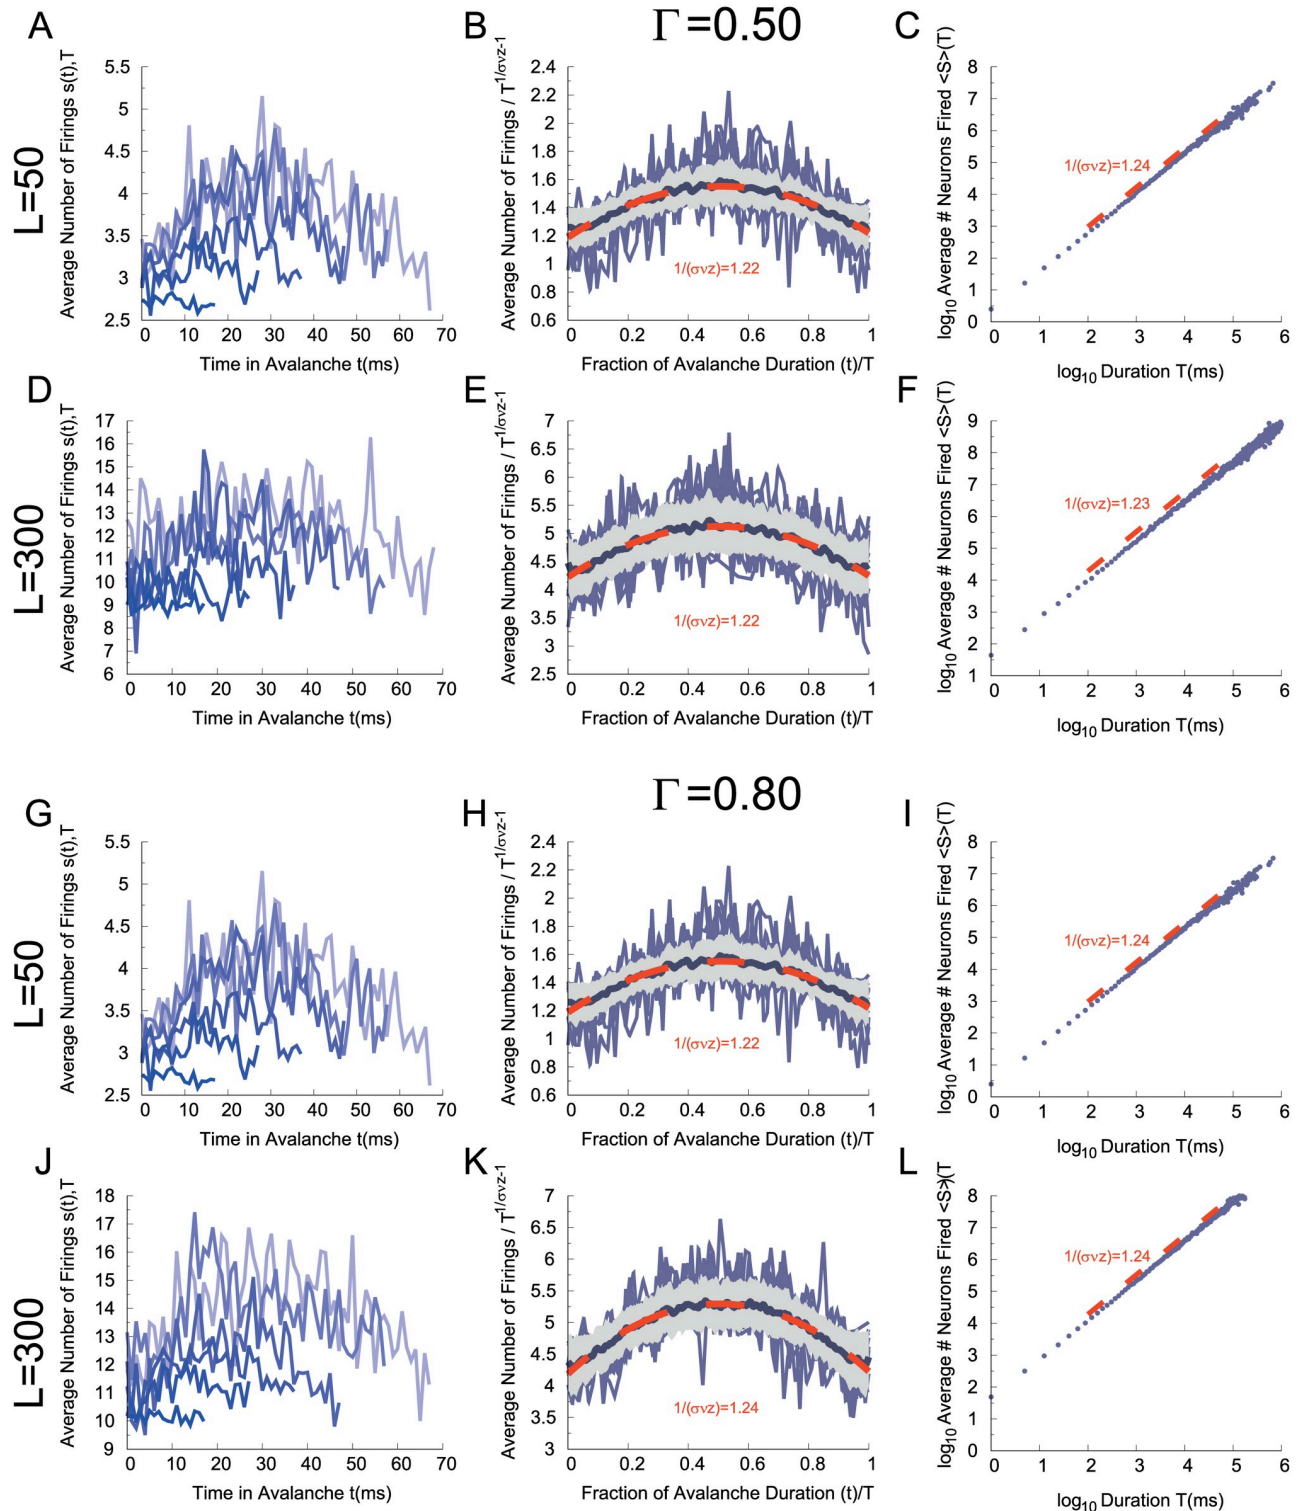 Γ=0.50
A
B
C
L=50
Average Number of Firings s(t),T
5.5
5
4.5
4
3.5
3
2.5
0 10 20 30 40 50 60 70
Time in Avalanche t(ms)
Average Number of Firings / T1/σνz-1
2.4
2.2
2
1.8
1.6
1.4
1.2
1
0.8
0.6
1/(σνz)=1.22
0 0.2 0.4 0.6 0.8 1
Fraction of Avalanche Duration (t)/T
log10 Average # Neurons Fired <S>(T)
8
7
6
5
4
3
2
1
0
1/(σνz)=1.24
0 1 2 3 4 5 6
log10 Duration T(ms)
D
E
F
L=300
Average Number of Firings s(t),T
17
16
15
14
13
12
11
10
9
8
7
6
0 10 20 30 40 50 60 70
Time in Avalanche t(ms)
Average Number of Firings / T1/σνz-1
7
6.5
6
5.5
5
4.5
4
3.5
3
2.5
1/(σνz)=1.22
0 0.2 0.4 0.6 0.8 1
Fraction of Avalanche Duration (t)/T
log10 Average # Neurons Fired <S>(T)
9
8
7
6
5
4
3
2
1
1/(σνz)=1.23
0 1 2 3 4 5 6
log10 Duration T(ms)
Γ=0.80
G
H
I
L=50
Average Number of Firings s(t),T
5.5
5
4.5
4
3.5
3
2.5
0 10 20 30 40 50 60 70
Time in Avalanche t(ms)
Average Number of Firings / T1/σνz-1
2.4
2.2
2
1.8
1.6
1.4
1.2
1
0.8
0.6
1/(σνz)=1.22
0 0.2 0.4 0.6 0.8 1
Fraction of Avalanche Duration (t)/T
log10 Average # Neurons Fired <S>(T)
8
7
6
5
4
3
2
1
0
1/(σνz)=1.24
0 1 2 3 4 5 6
log10 Duration T(ms)
J
K
L
L=300
Average Number of Firings s(t),T
18
17
16
15
14
13
12
11
10
9
0 10 20 30 40 50 60 70
Time in Avalanche t(ms)
Average Number of Firings / T1/σνz-1
7
6.5
6
5.5
5
4.5
4
3.5
3
1/(σνz)=1.24
0 0.2 0.4 0.6 0.8 1
Fraction of Avalanche Duration (t)/T
log10 Average # Neurons Fired <S>(T
8
7
6
5
4
3
2
1
0
1/(σνz)=1.24
0 1 2 3 4 5 6
log10 Duration T(ms)